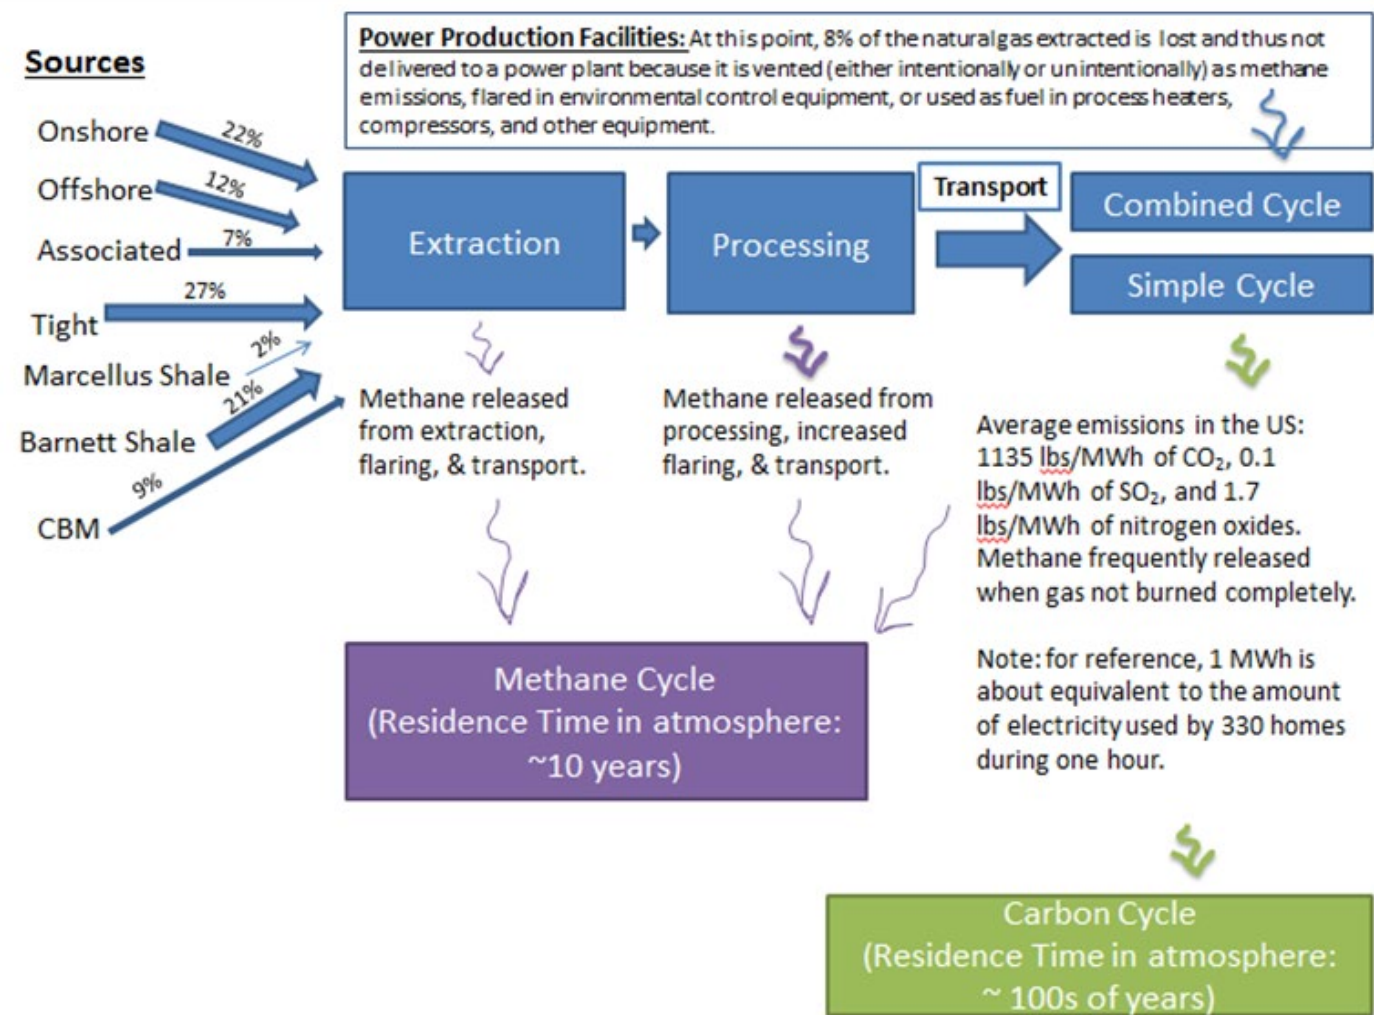 Power Production Facilities: At this point, 8% of the natural gas extracted is lost and thus not
delivered to a power plant because it is vented (either intentionally or unintentionally) as methane
emissions, flared in environmental control equipment, or used as fuel in process heaters,
compressors, and other equipment.
Sources
Onshore
22%
Offshore
12%
Associated
7%
Tight
27%
Marcellus Shale
2%
Barnett Shale
21%
CBM
9%
Extraction
Processing
Transport
Combined Cycle
Simple Cycle
Methane released
from extraction,
flaring, & transport.
Methane released from
processing, increased
flaring, & transport.
Average emissions in the US:
1135 lbs/MWh of CO₂, 0.1
lbs/MWh of SO₂, and 1.7
lbs/MWh of nitrogen oxides.
Methane frequently released
when gas not burned completely.
Note: for reference, 1 MWh is
about equivalent to the amount
of electricity used by 330 homes
during one hour.
Methane Cycle
(Residence Time in atmosphere:
~10 years)
Carbon Cycle
(Residence Time in atmosphere:
~ 100s of years)